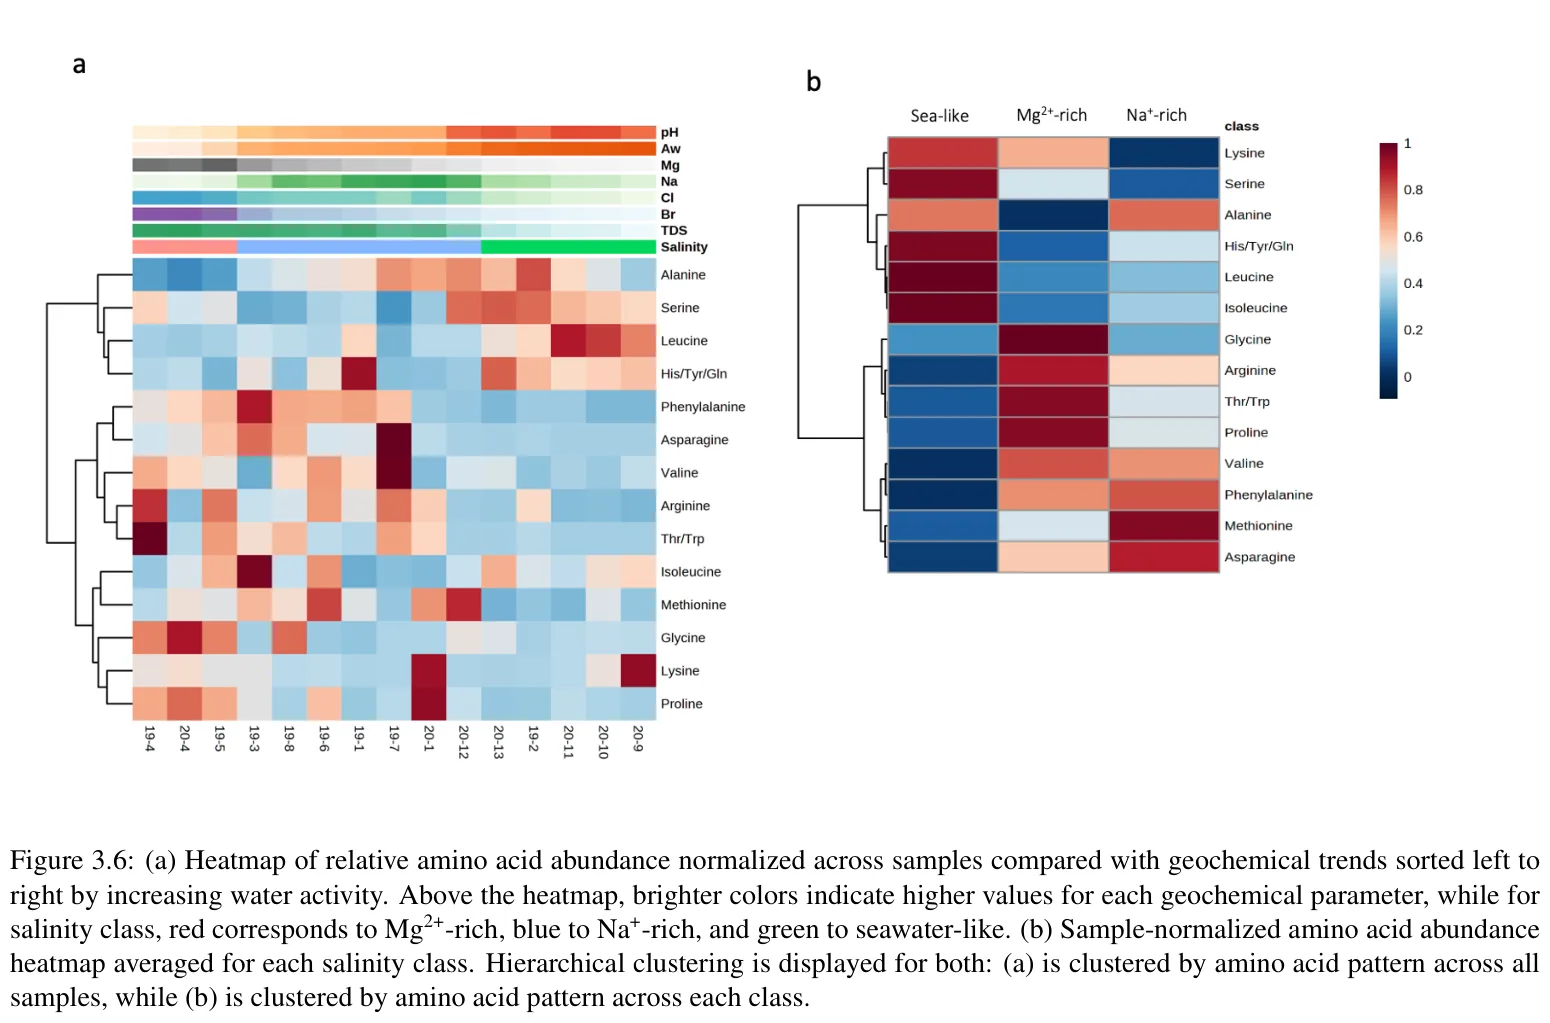 a
pH
Aw
Mg
Na
Cl
Br
TDS
Salinity
Alanine
Serine
Leucine
His/Tyr/Gln
Phenylalanine
Asparagine
Valine
Arginine
Thr/Trp
Isoleucine
Methionine
Glycine
Lysine
Proline
19-4 20-4 19-5 19-3 19-8 19-6 19-1 19-7 20-1 20-12 20-13 19-2 20-11 20-10 20-9
b
Sea-like Mg²⁺-rich Na⁺-rich
class
Lysine
Serine
Alanine
His/Tyr/Gln
Leucine
Isoleucine
Glycine
Arginine
Thr/Trp
Proline
Valine
Phenylalanine
Methionine
Asparagine
1
0.8
0.6
0.4
0.2
0
Figure 3.6: (a) Heatmap of relative amino acid abundance normalized across samples compared with geochemical trends sorted left to
right by increasing water activity. Above the heatmap, brighter colors indicate higher values for each geochemical parameter, while for
salinity class, red corresponds to Mg²⁺-rich, blue to Na⁺-rich, and green to seawater-like. (b) Sample-normalized amino acid abundance
heatmap averaged for each salinity class. Hierarchical clustering is displayed for both: (a) is clustered by amino acid pattern across all
samples, while (b) is clustered by amino acid pattern across each class.